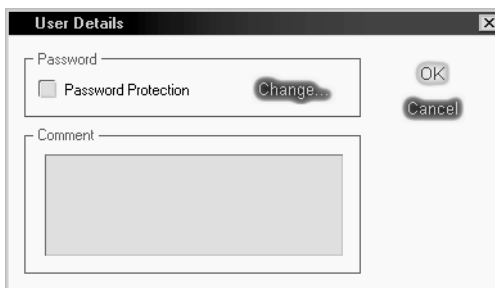 User Details
Password
Password Protection
Change...
OK
Cancel
Comment